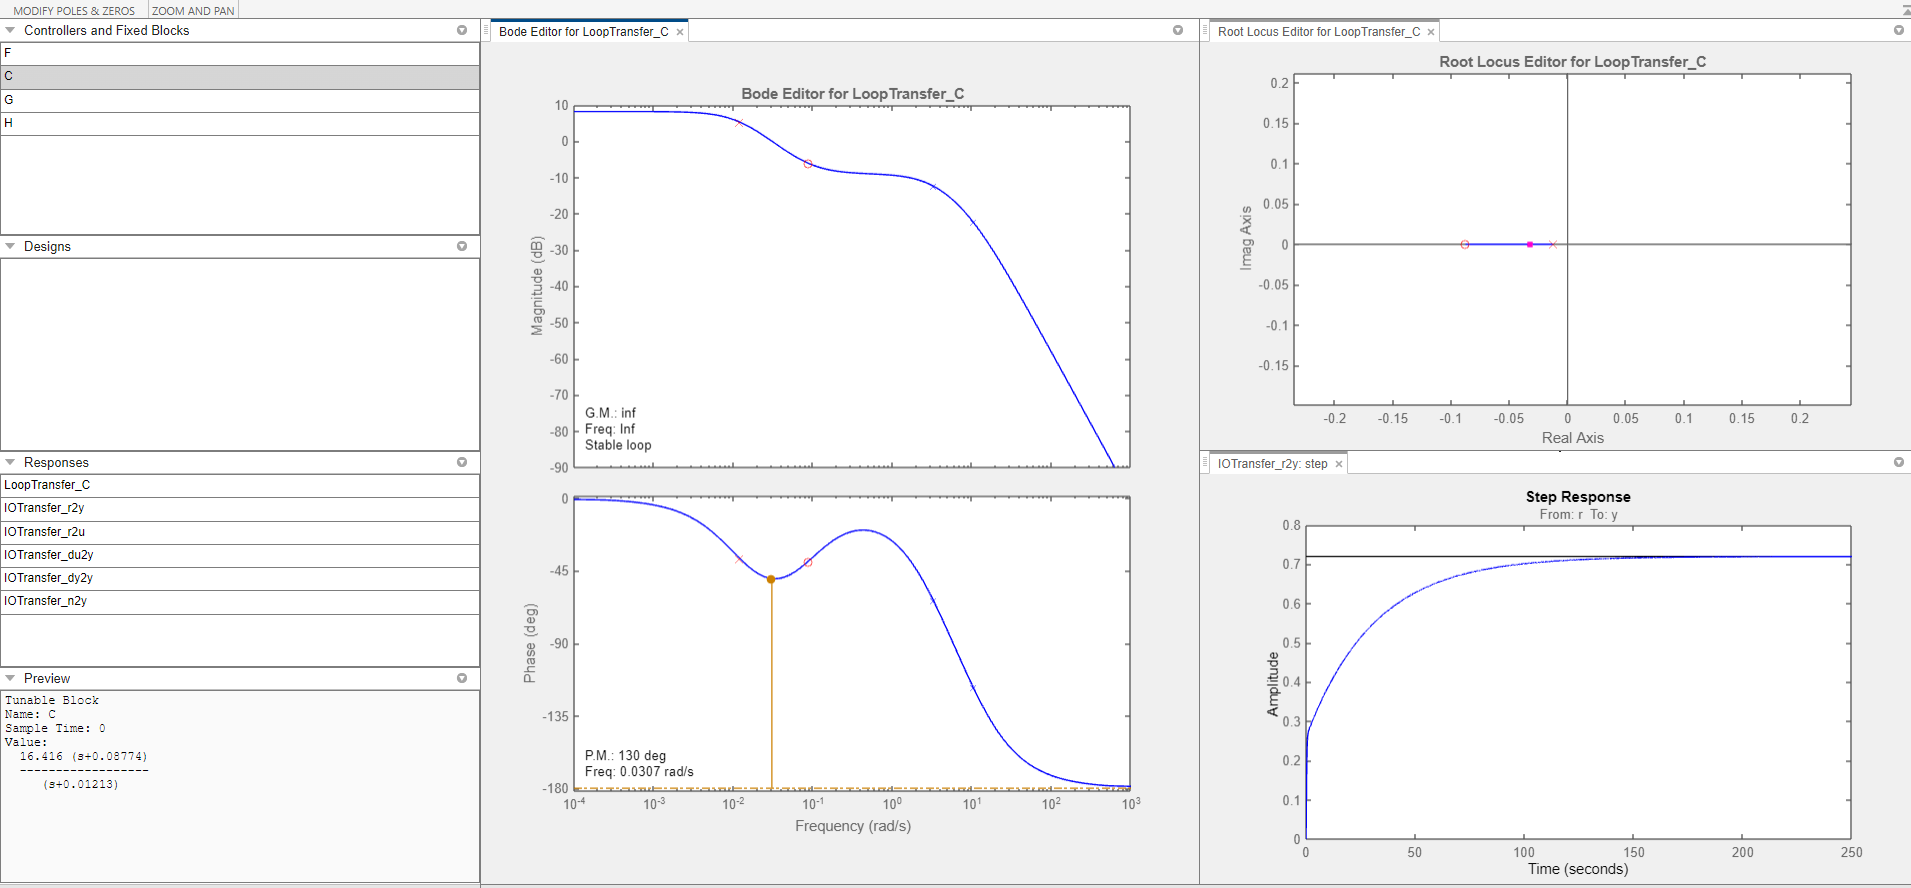 MODIFY POLES & ZEROS
ZOOM AND PAN
Controllers and Fixed Blocks
F
C
G
H
Designs
Responses
LoopTransfer_C
IOTransfer_r2y
IOTransfer_r2u
IOTransfer_du2y
IOTransfer_dy2y
IOTransfer_n2y
Preview
Tunable Block
Name: C
Sample Time: 0
Value:
16.416 (s+0.08774)
------------------
(s+0.01213)
Bode Editor for LoopTransfer_C
Bode Editor for LoopTransfer_C
Magnitude (dB)
10
0
-10
-20
-30
-40
-50
-60
-70
-80
-90
G.M.: inf
Freq: Inf
Stable loop
Phase (deg)
0
-45
-90
-135
-180
P.M.: 130 deg
Freq: 0.0307 rad/s
10^-4 10^-3 10^-2 10^-1 10^0 10^1 10^2 10^3
Frequency (rad/s)
Root Locus Editor for LoopTransfer_C
Root Locus Editor for LoopTransfer_C
Imag Axis
0.2
0.15
0.1
0.05
0
-0.05
-0.1
-0.15
-0.2 -0.15 -0.1 -0.05 0 0.05 0.1 0.15 0.2
Real Axis
IOTransfer_r2y: step
Step Response
From: r To: y
Amplitude
0.8
0.7
0.6
0.5
0.4
0.3
0.2
0.1
0
0 50 100 150 200 250
Time (seconds)